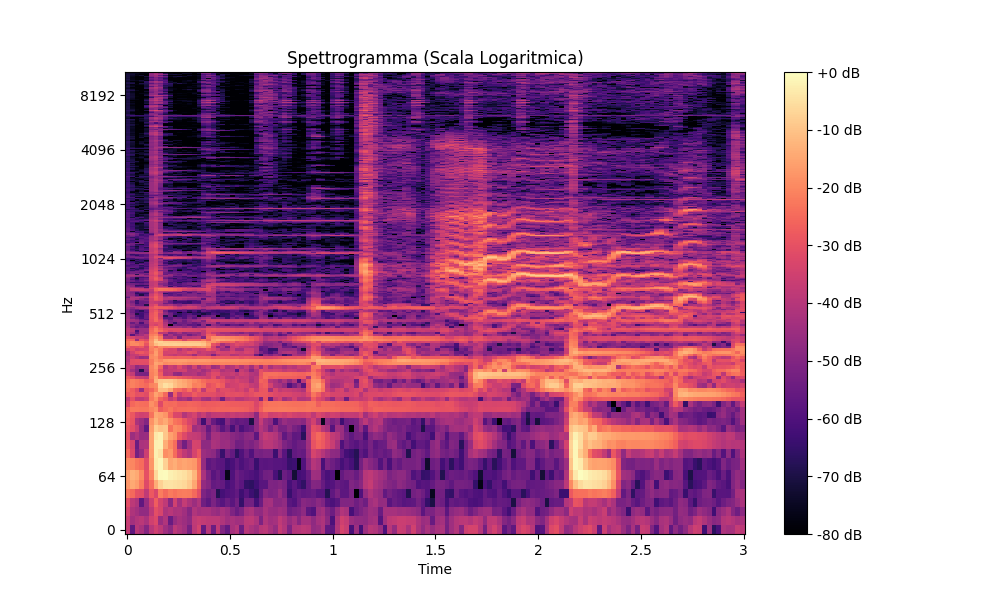 Spettrogramma (Scala Logaritmica)
8192
4096
2048
1024
512
256
128
64
0
Hz
0
0.5
1
1.5
2
2.5
3
Time
+0 dB
-10 dB
-20 dB
-30 dB
-40 dB
-50 dB
-60 dB
-70 dB
-80 dB